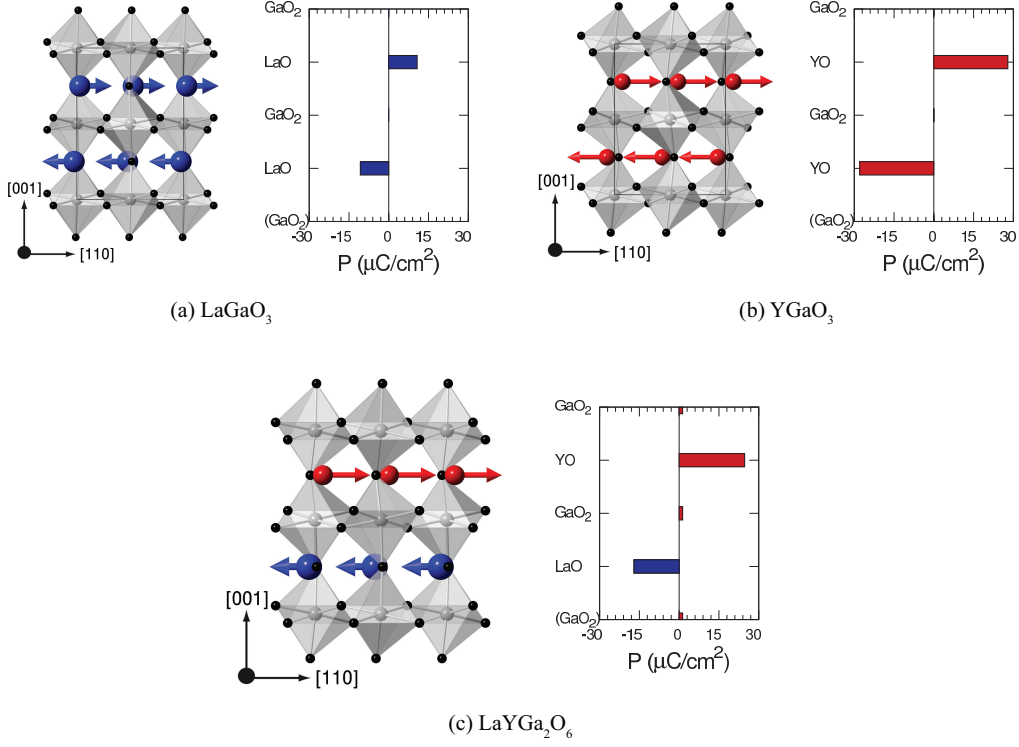 GaO₂
LaO
GaO₂
LaO
(GaO₂)
-30 -15 0 15 30
P (μC/cm²)
[001]
[110]
GaO₂
YO
GaO₂
YO
(GaO₂)
-30 -15 0 15 30
P (μC/cm²)
[001]
[110]
(a) LaGaO₃
(b) YGaO₃
GaO₂
YO
GaO₂
LaO
(GaO₂)
-30 -15 0 15 30
P (μC/cm²)
[001]
[110]
(c) LaYGa₂O₆